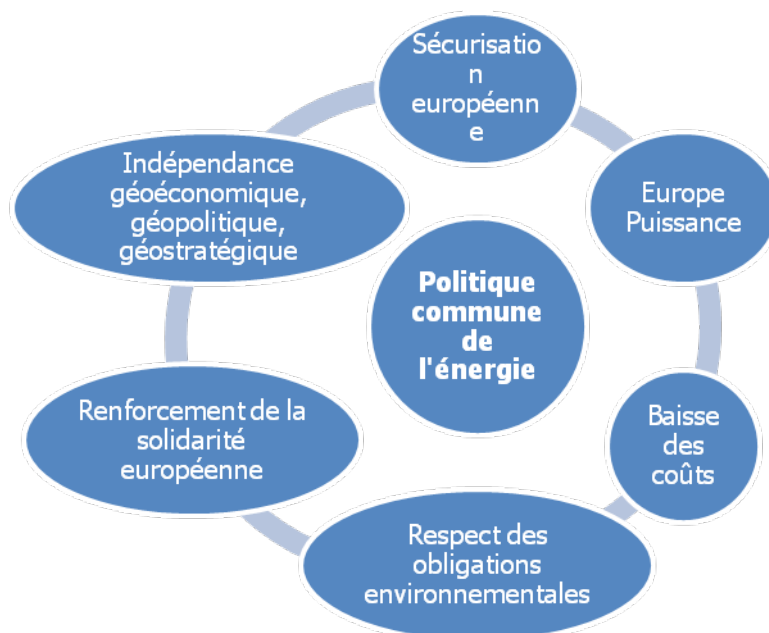 Sécurisatio
n
européenn
e
Europe
Puissance
Baisse
des
coûts
Respect des
obligations
environnementales
Renforcement de la
solidarité
européenne
Indépendance
géoéconomique,
géopolitique,
géostratégique
Politique
commune
de
l'énergie